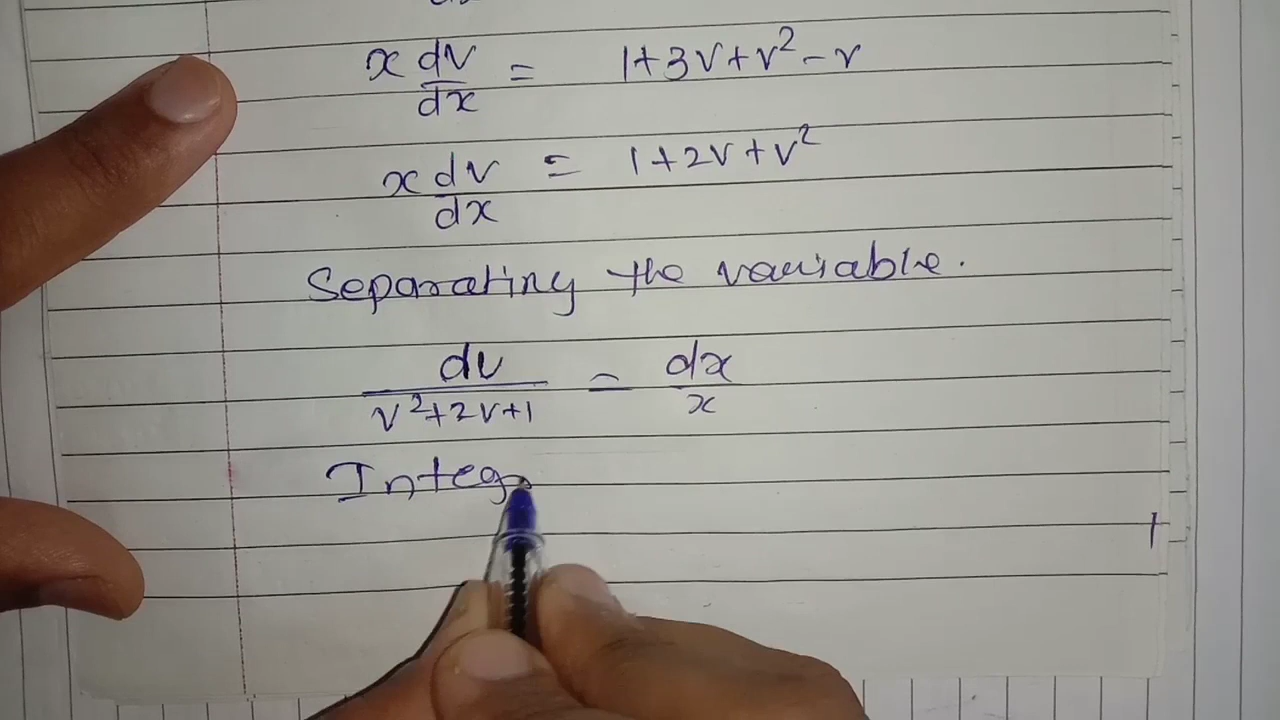 x dv/dx = 1+3v+v²-v
x dv/dx = 1+2v+v²
Separating the variable.
dv/v²+2v+1 = dx/x
Integ